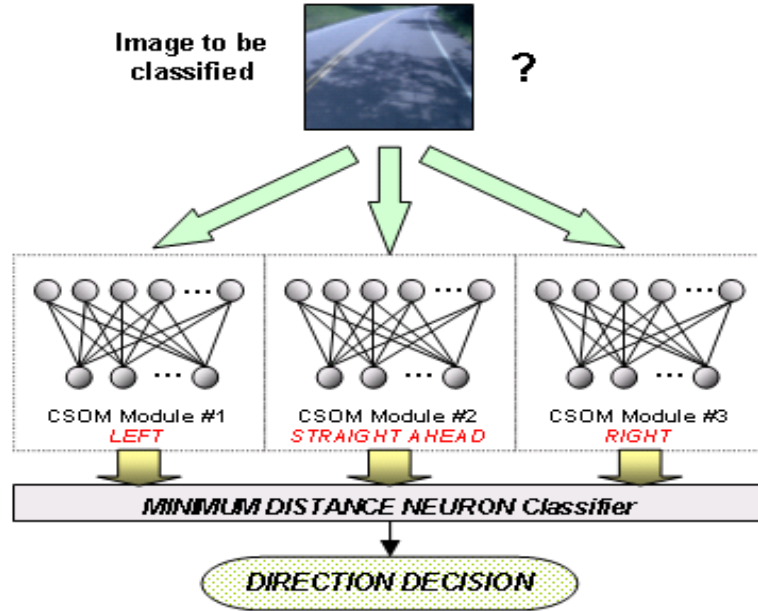 Image to be
classified
?
CSOM Module #1
LEFT
CSOM Module #2
STRAIGHT AHEAD
CSOM Module #3
RIGHT
MINIMUM DISTANCE NEURON Classifier
DIRECTION DECISION